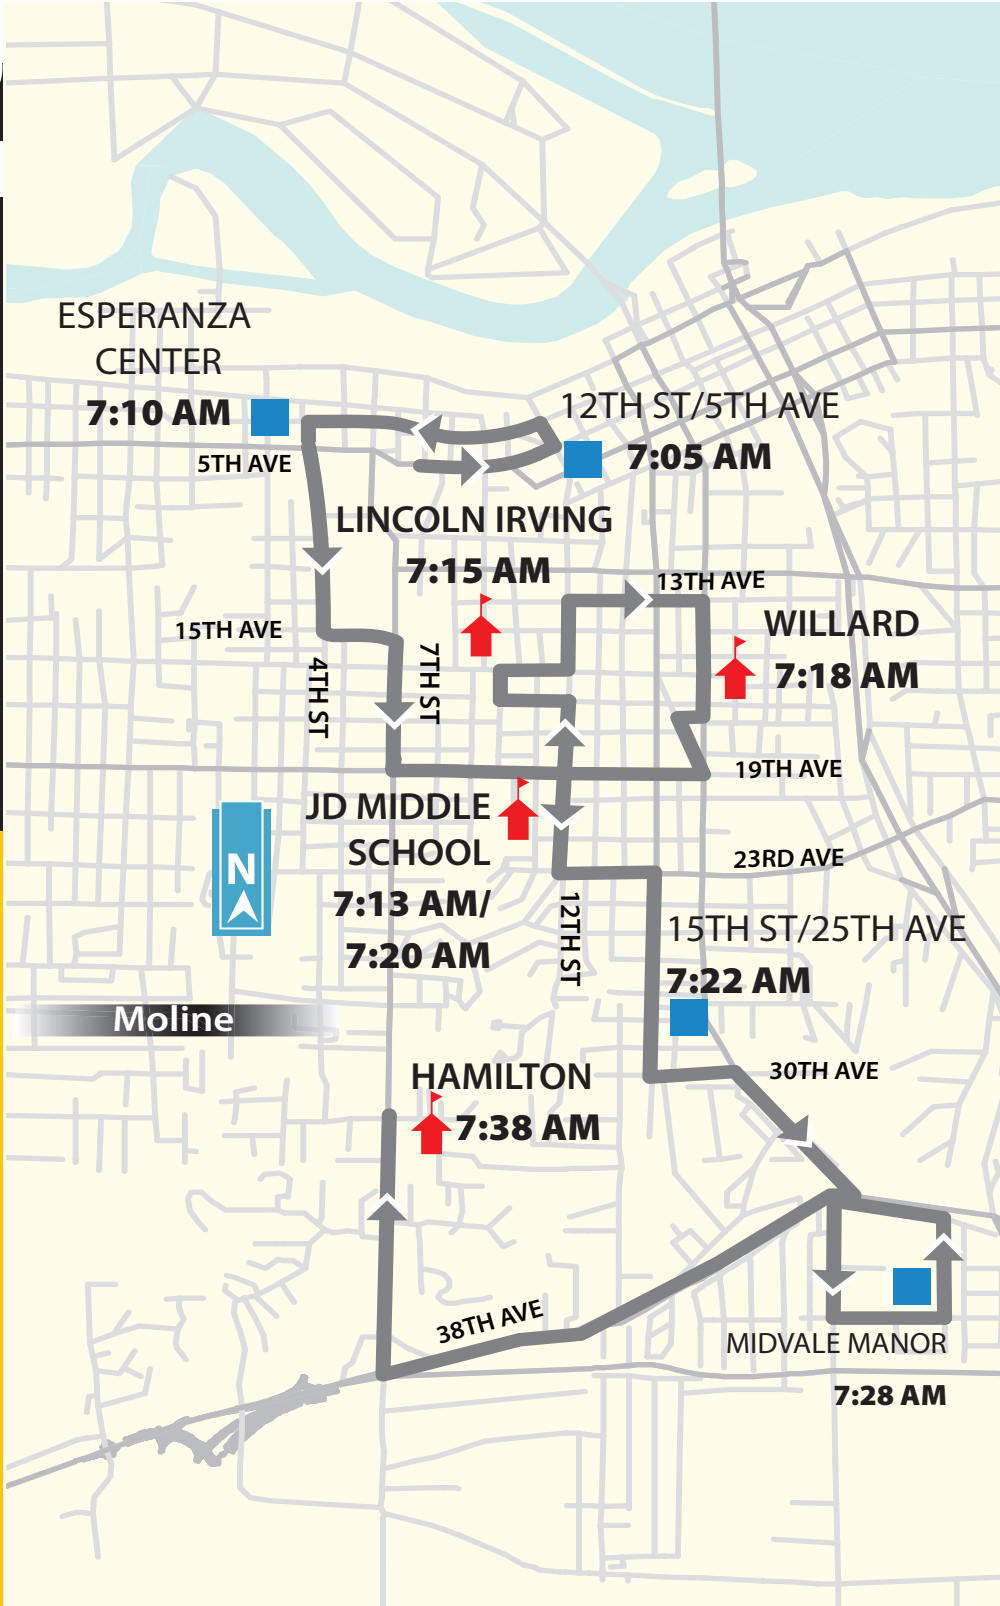 ESPERANZA
CENTER
7:10 AM
12TH ST/5TH AVE
7:05 AM
5TH AVE
LINCOLN IRVING
7:15 AM
13TH AVE
WILLARD
7:18 AM
15TH AVE
4TH ST
7TH ST
19TH AVE
JD MIDDLE
SCHOOL
7:13 AM/
7:20 AM
N
23RD AVE
12TH ST
15TH ST/25TH AVE
7:22 AM
Moline
30TH AVE
HAMILTON
7:38 AM
38TH AVE
MIDVALE MANOR
7:28 AM